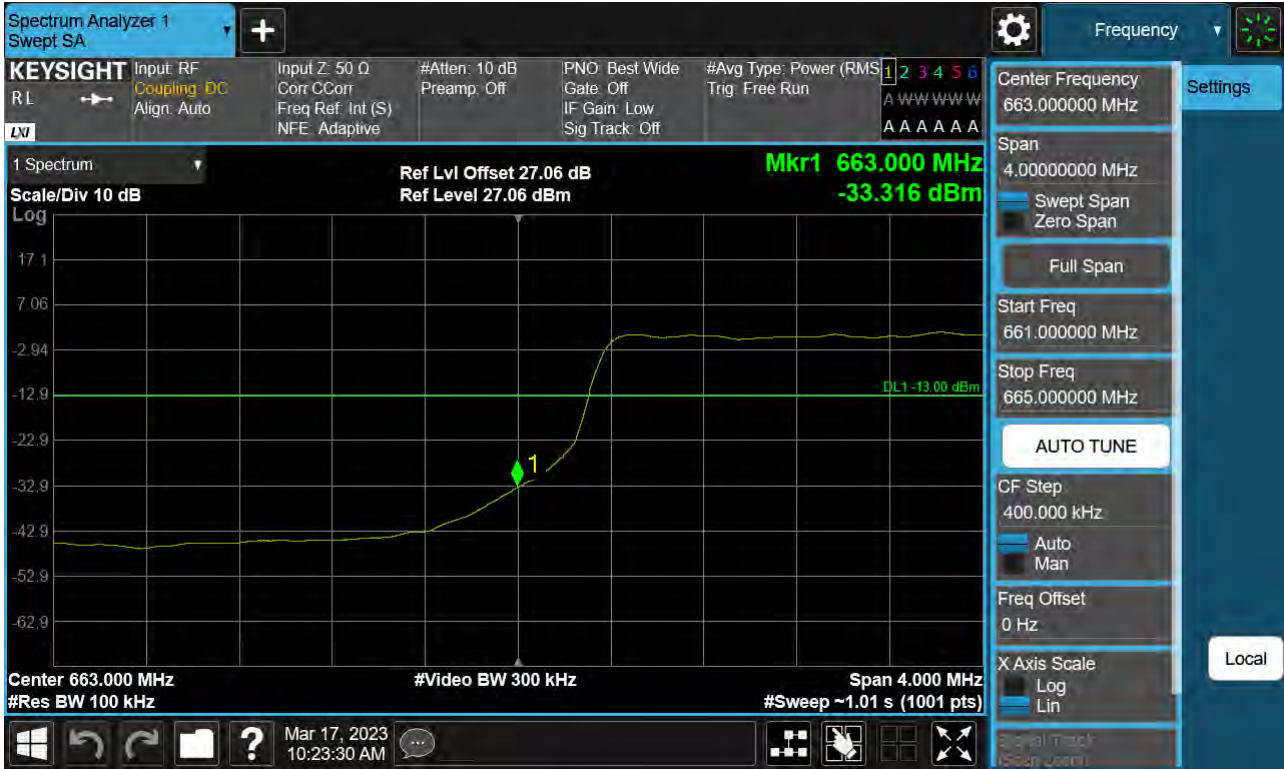 Spectrum Analyzer 1
Swept SA
Frequency
KEYSIGHT
RL
LXI
Input: RF
Coupling: DC
Align: Auto
Input Z: 50 Ω
Corr CCorr
Freq Ref: Int (S)
NFE: Adaptive
#Atten: 10 dB
Preamp: Off
PNO: Best Wide
Gate: Off
IF Gain: Low
Sig Track: Off
#Avg Type: Power (RMS
Trig: Free Run
1 2 3 4 5 6
A W W W W W
A A A A A A
1 Spectrum
Scale/Div 10 dB
Log
Ref Lvl Offset 27.06 dB
Ref Level 27.06 dBm
Mkr1 663.000 MHz
-33.316 dBm
17.1
7.06
-2.94
-12.9
-22.9
-32.9
-42.9
-52.9
-62.9
DL1 -13.00 dBm
1
Center 663.000 MHz
#Res BW 100 kHz
#Video BW 300 kHz
Span 4.000 MHz
#Sweep ~1.01 s (1001 pts)
Center Frequency
663.000000 MHz
Span
4.00000000 MHz
Swept Span
Zero Span
Full Span
Start Freq
661.000000 MHz
Stop Freq
665.000000 MHz
AUTO TUNE
CF Step
400.000 kHz
Auto
Man
Freq Offset
0 Hz
X Axis Scale
Log
Lin
Signal Track
(Span Zoom)
Settings
Local
?
Mar 17, 2023
10:23:30 AM